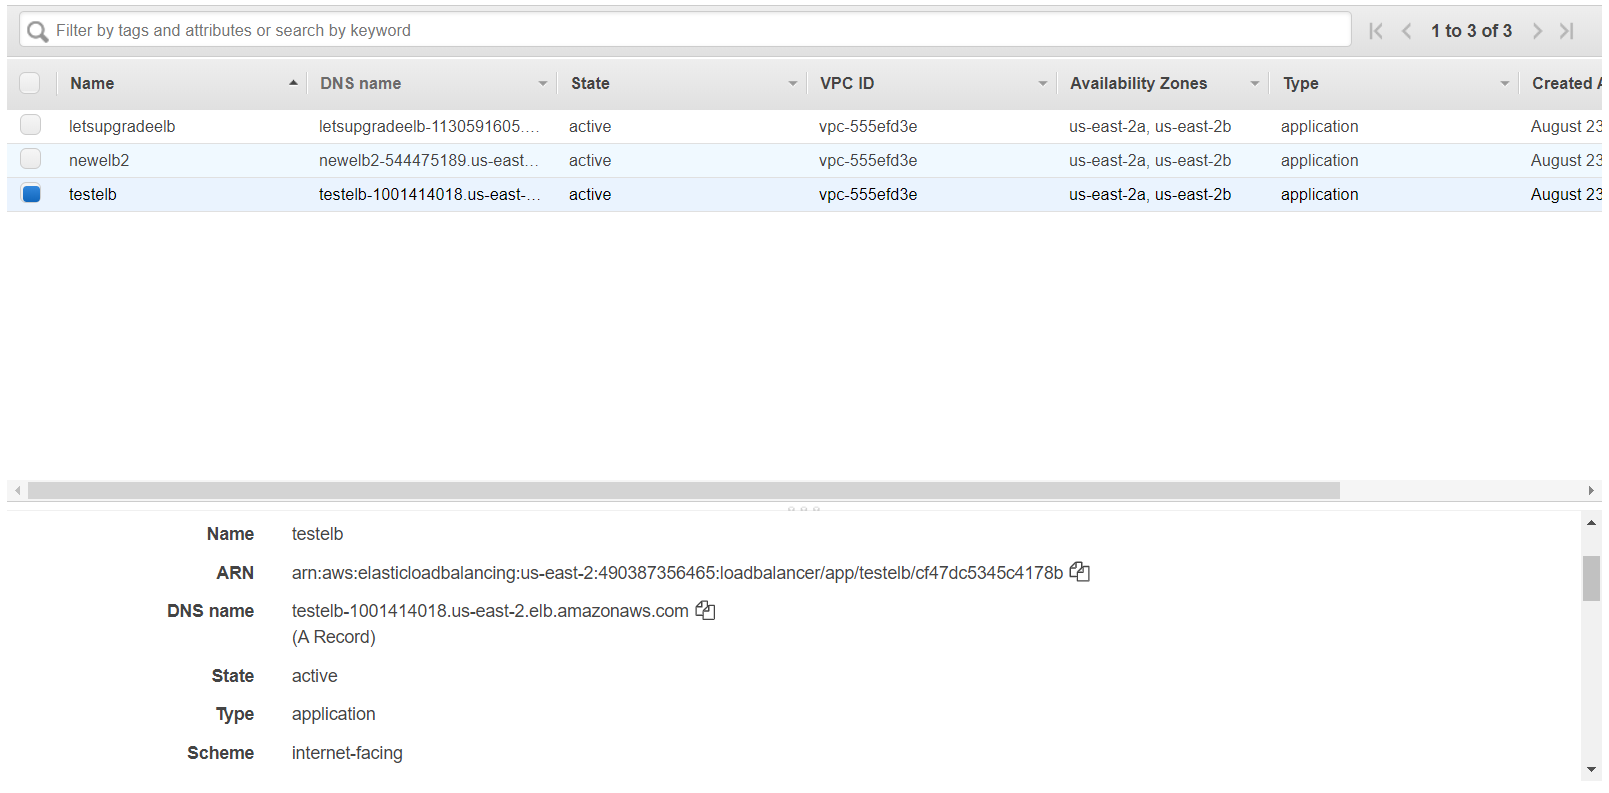 Filter by tags and attributes or search by keyword
1 to 3 of 3
Name DNS name State VPC ID Availability Zones Type Created A
letsupgradeelb letsupgradeelb-1130591605.... active vpc-555efd3e us-east-2a, us-east-2b application August 23
newelb2 newelb2-544475189.us-east... active vpc-555efd3e us-east-2a, us-east-2b application August 23
testelb testelb-1001414018.us-east-... active vpc-555efd3e us-east-2a, us-east-2b application August 23
Name testelb
ARN arn:aws:elasticloadbalancing:us-east-2:490387356465:loadbalancer/app/testelb/cf47dc5345c4178b
DNS name testelb-1001414018.us-east-2.elb.amazonaws.com
(A Record)
State active
Type application
Scheme internet-facing